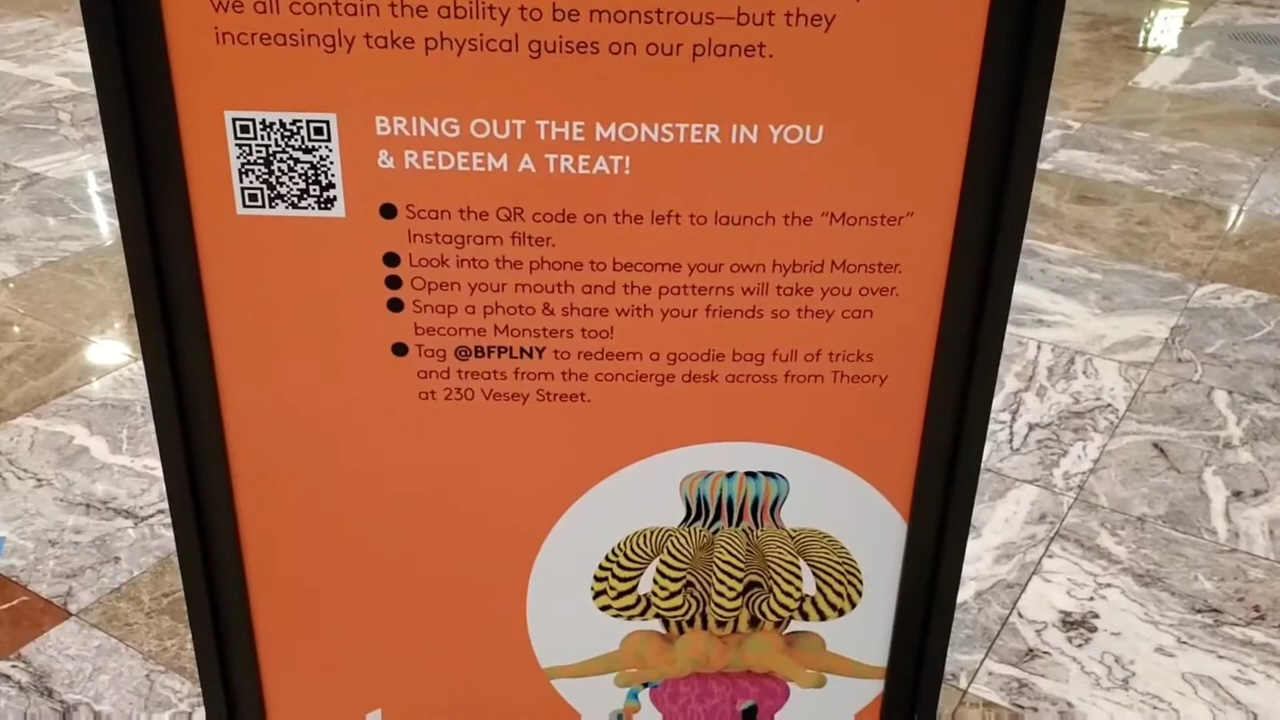 we all contain the ability to be monstrous—but they
increasingly take physical guises on our planet.
BRING OUT THE MONSTER IN YOU
& REDEEM A TREAT!
● Scan the QR code on the left to launch the “Monster”
Instagram filter.
● Look into the phone to become your own hybrid Monster.
● Open your mouth and the patterns will take you over.
● Snap a photo & share with your friends so they can
become Monsters too!
● Tag @BFPLNY to redeem a goodie bag full of tricks
and treats from the concierge desk across from Theory
at 230 Vesey Street.